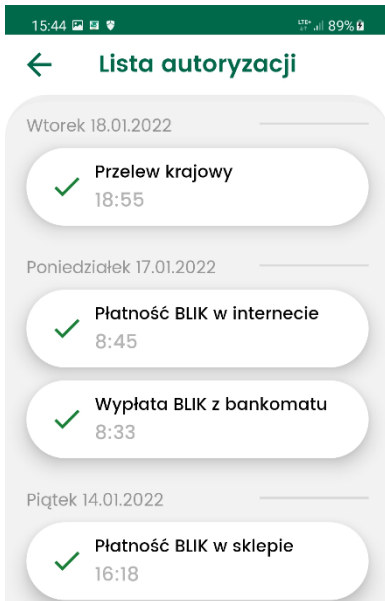 15:44 LTE+ 89%
Lista autoryzacji
Wtorek 18.01.2022
Przelew krajowy
18:55
Poniedziałek 17.01.2022
Płatność BLIK w internecie
8:45
Wypłata BLIK z bankomatu
8:33
Piątek 14.01.2022
Płatność BLIK w sklepie
16:18